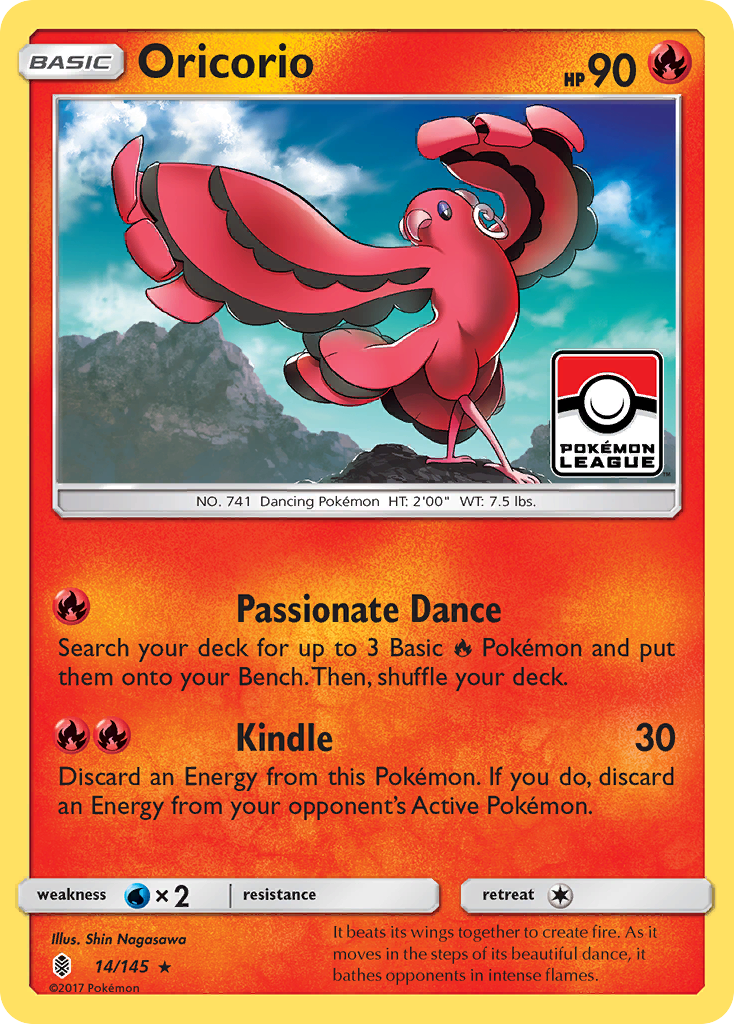 BASIC Oricorio HP 90
POKÉMON
LEAGUE
NO. 741 Dancing Pokémon HT: 2'00" WT: 7.5 lbs.
Passionate Dance
Search your deck for up to 3 Basic Pokémon and put
them onto your Bench. Then, shuffle your deck.
Kindle 30
Discard an Energy from this Pokémon. If you do, discard
an Energy from your opponent's Active Pokémon.
weakness × 2 resistance retreat
Illus. Shin Nagasawa
14/145 ★
©2017 Pokémon
It beats its wings together to create fire. As it
moves in the steps of its beautiful dance, it
bathes opponents in intense flames.